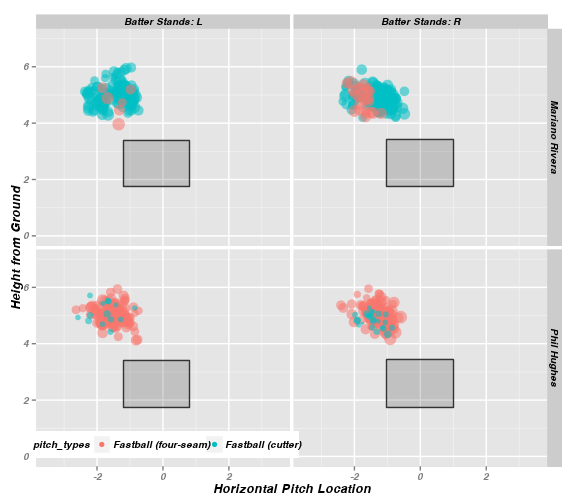 Batter Stands: L
Batter Stands: R
6
4
2
0
Mariano Rivera
Height from Ground
6
4
2
0
Phil Hughes
pitch_types
Fastball (four-seam)
Fastball (cutter)
-2
0
2
-2
0
2
Horizontal Pitch Location